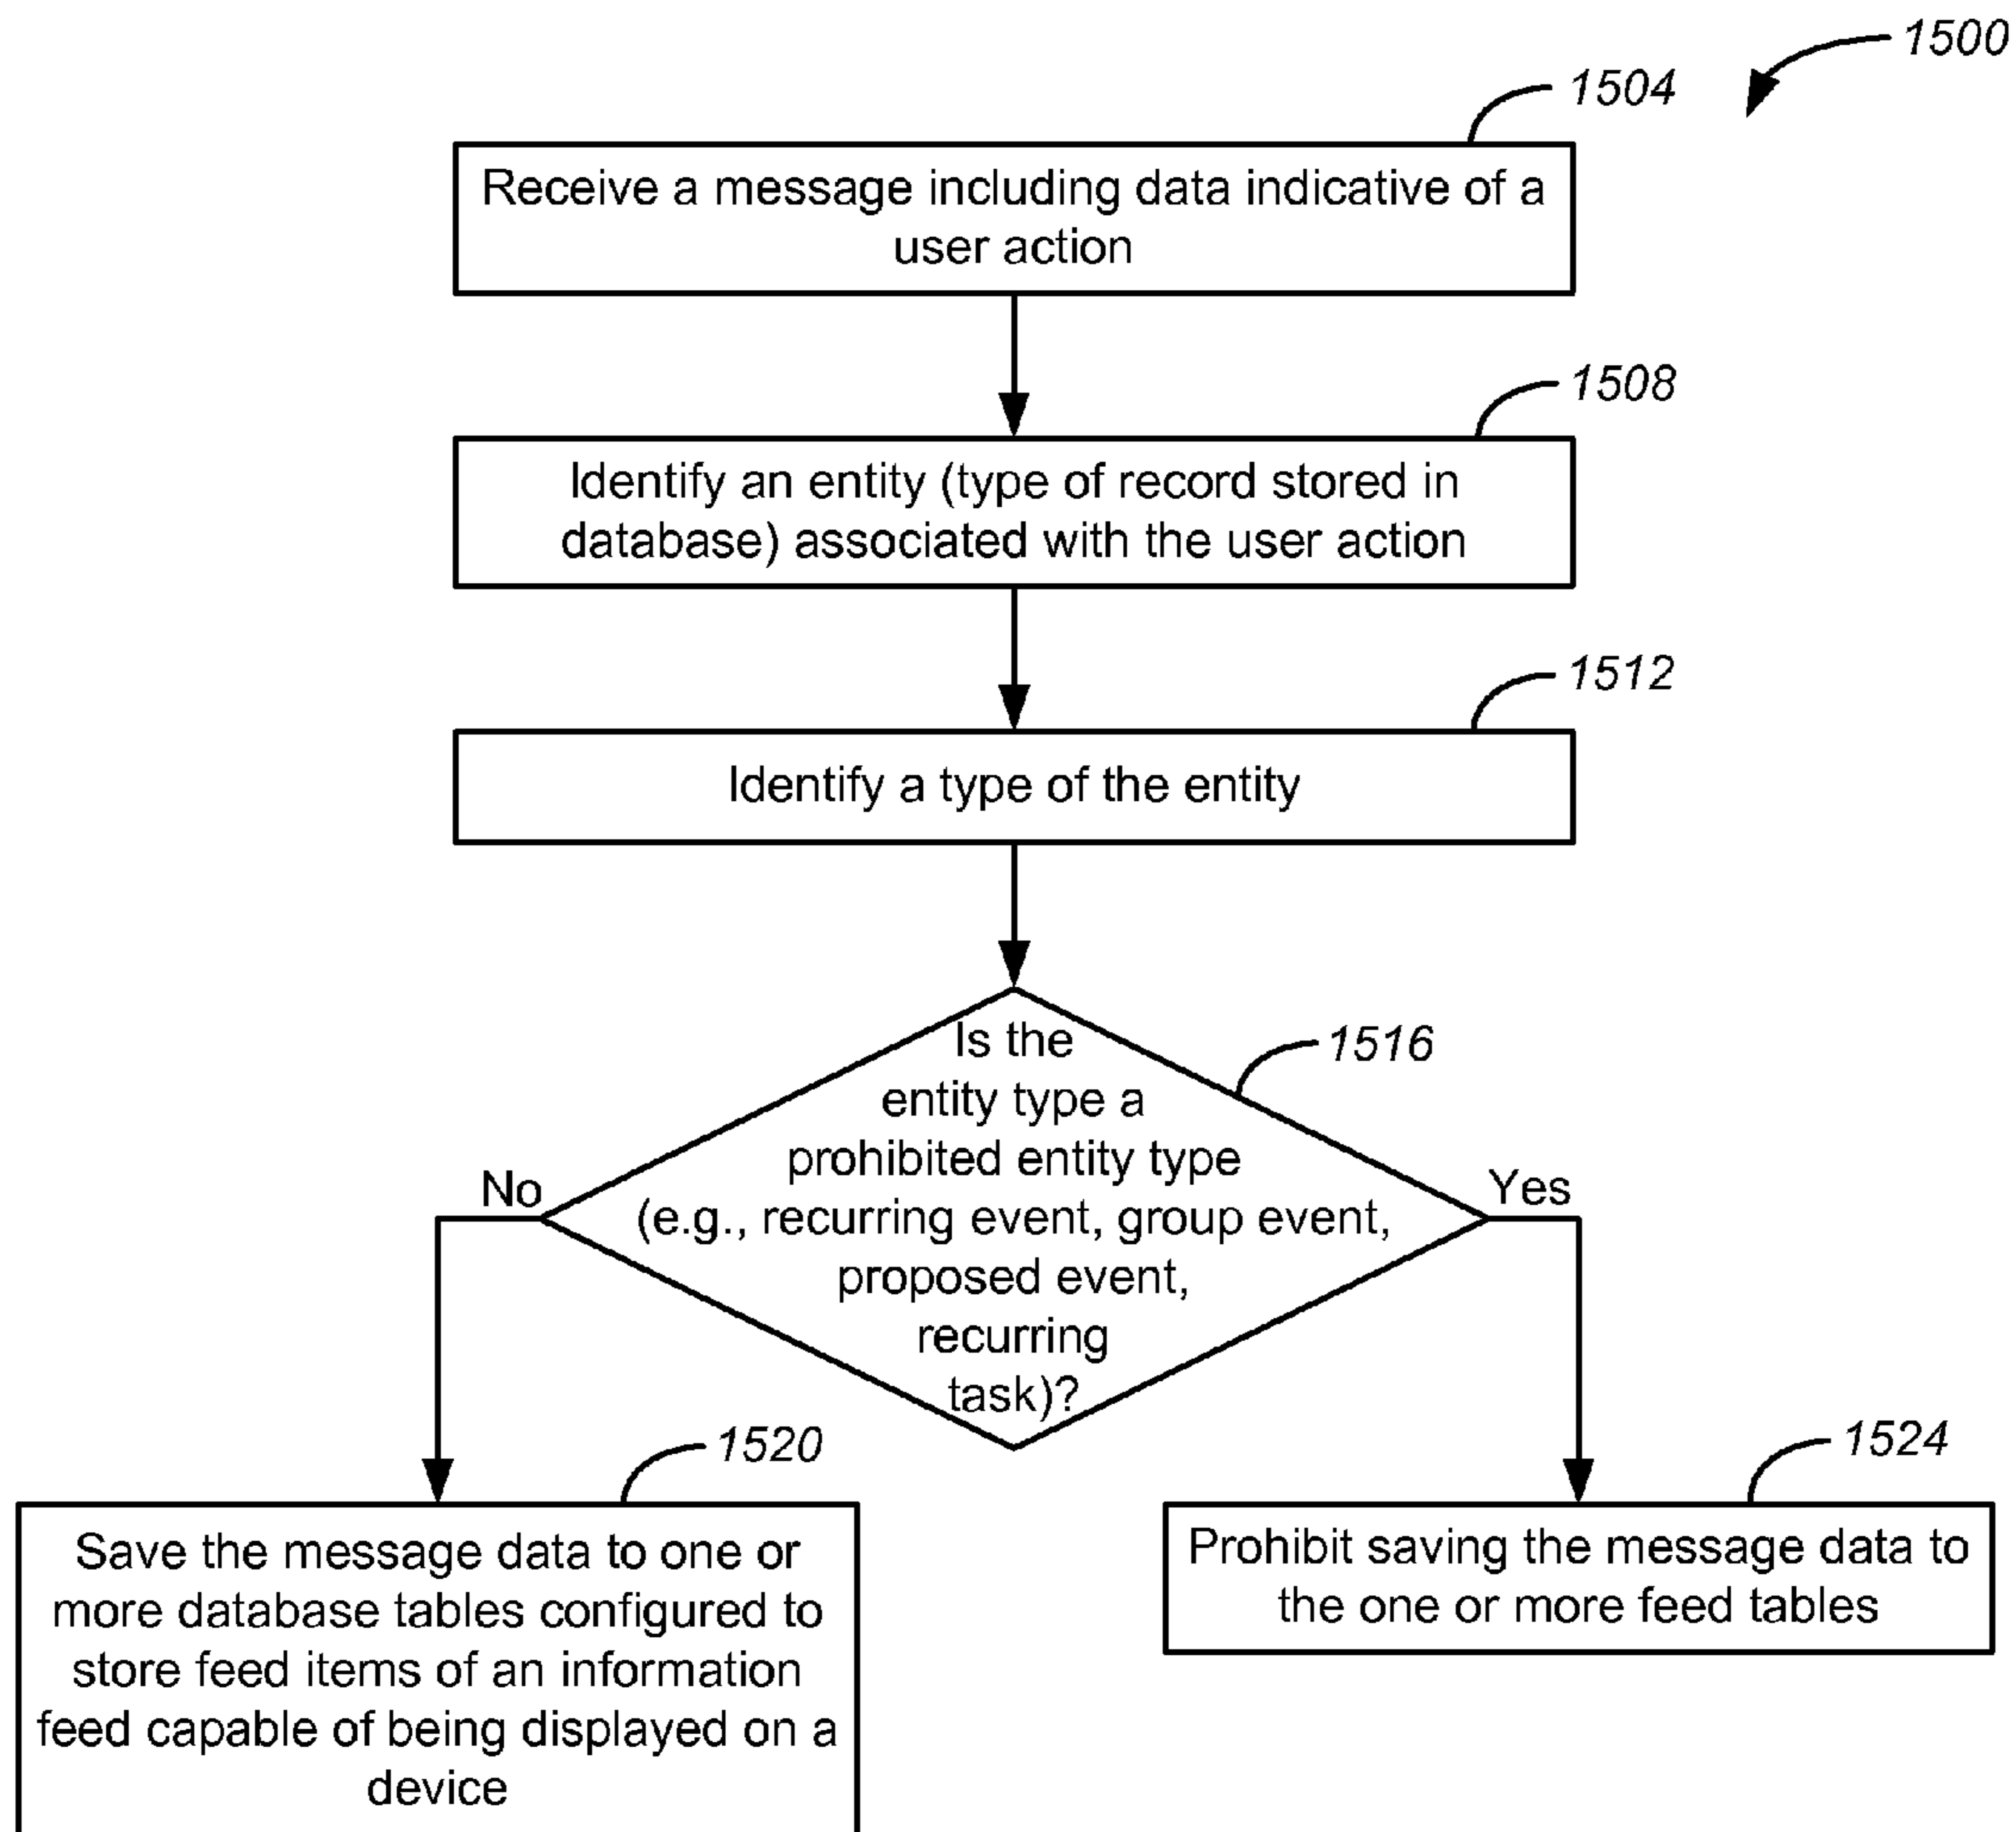 1500
1504
Receive a message including data indicative of a
user action
1508
Identify an entity (type of record stored in
database) associated with the user action
1512
Identify a type of the entity
1516
Is the
entity type a
prohibited entity type
(e.g., recurring event, group event,
proposed event,
recurring
task)?
No
Yes
1520
Save the message data to one or
more database tables configured to
store feed items of an information
feed capable of being displayed on a
device
1524
Prohibit saving the message data to
the one or more feed tables